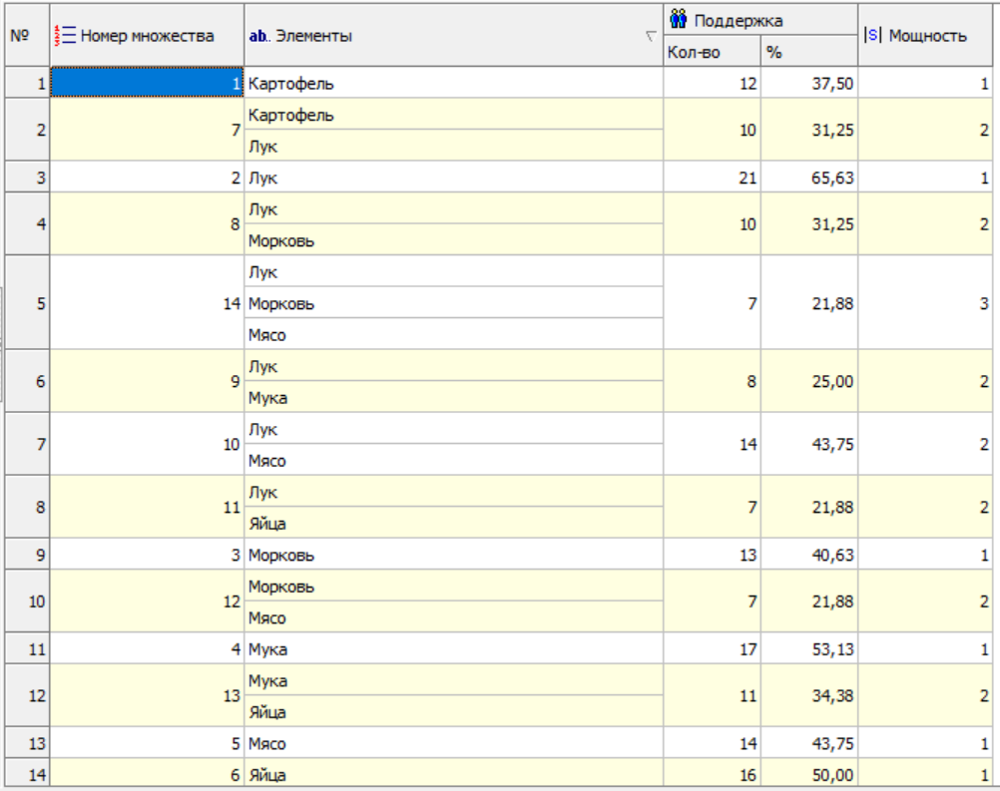 № Номер множества ab.. Элементы Поддержка |S| Мощность
Кол-во %
1 1 Картофель 12 37,50 1
2 7 Картофель 10 31,25 2
Лук
3 2 Лук 21 65,63 1
4 8 Лук 10 31,25 2
Морковь
5 14 Лук 7 21,88 3
Морковь
Мясо
6 9 Лук 8 25,00 2
Мука
7 10 Лук 14 43,75 2
Мясо
8 11 Лук 7 21,88 2
Яйца
9 3 Морковь 13 40,63 1
10 12 Морковь 7 21,88 2
Мясо
11 4 Мука 17 53,13 1
12 13 Мука 11 34,38 2
Яйца
13 5 Мясо 14 43,75 1
14 6 Яйца 16 50,00 1